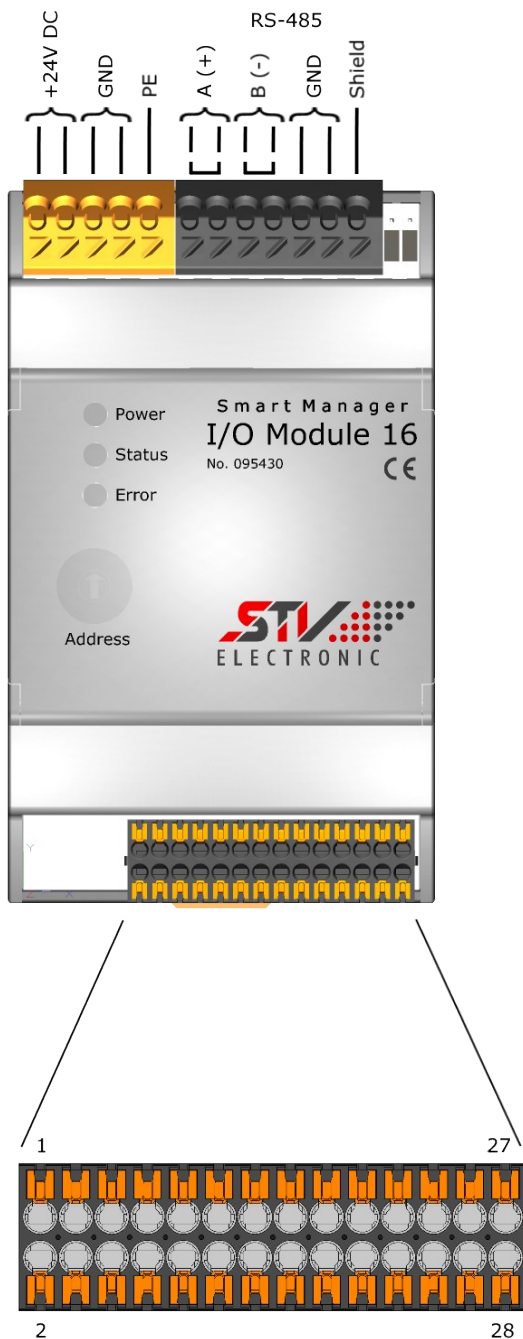 RS-485
+24V DC
GND
PE
A (+)
B (-)
GND
Shield
Power
Status
Error
Address
Smart Manager
I/O Module 16
No. 095430
CE
STV
ELECTRONIC
Y
Z
X
1
27
2
28